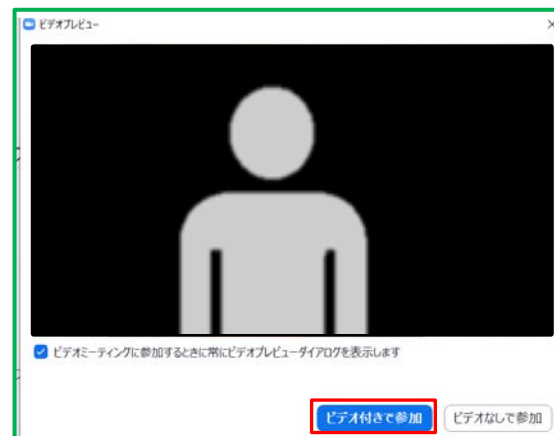 ビデオプレビュー
ビデオミーティングに参加するときに常にビデオプレビューダイアログを表示します
ビデオ付きで参加
ビデオなしで参加